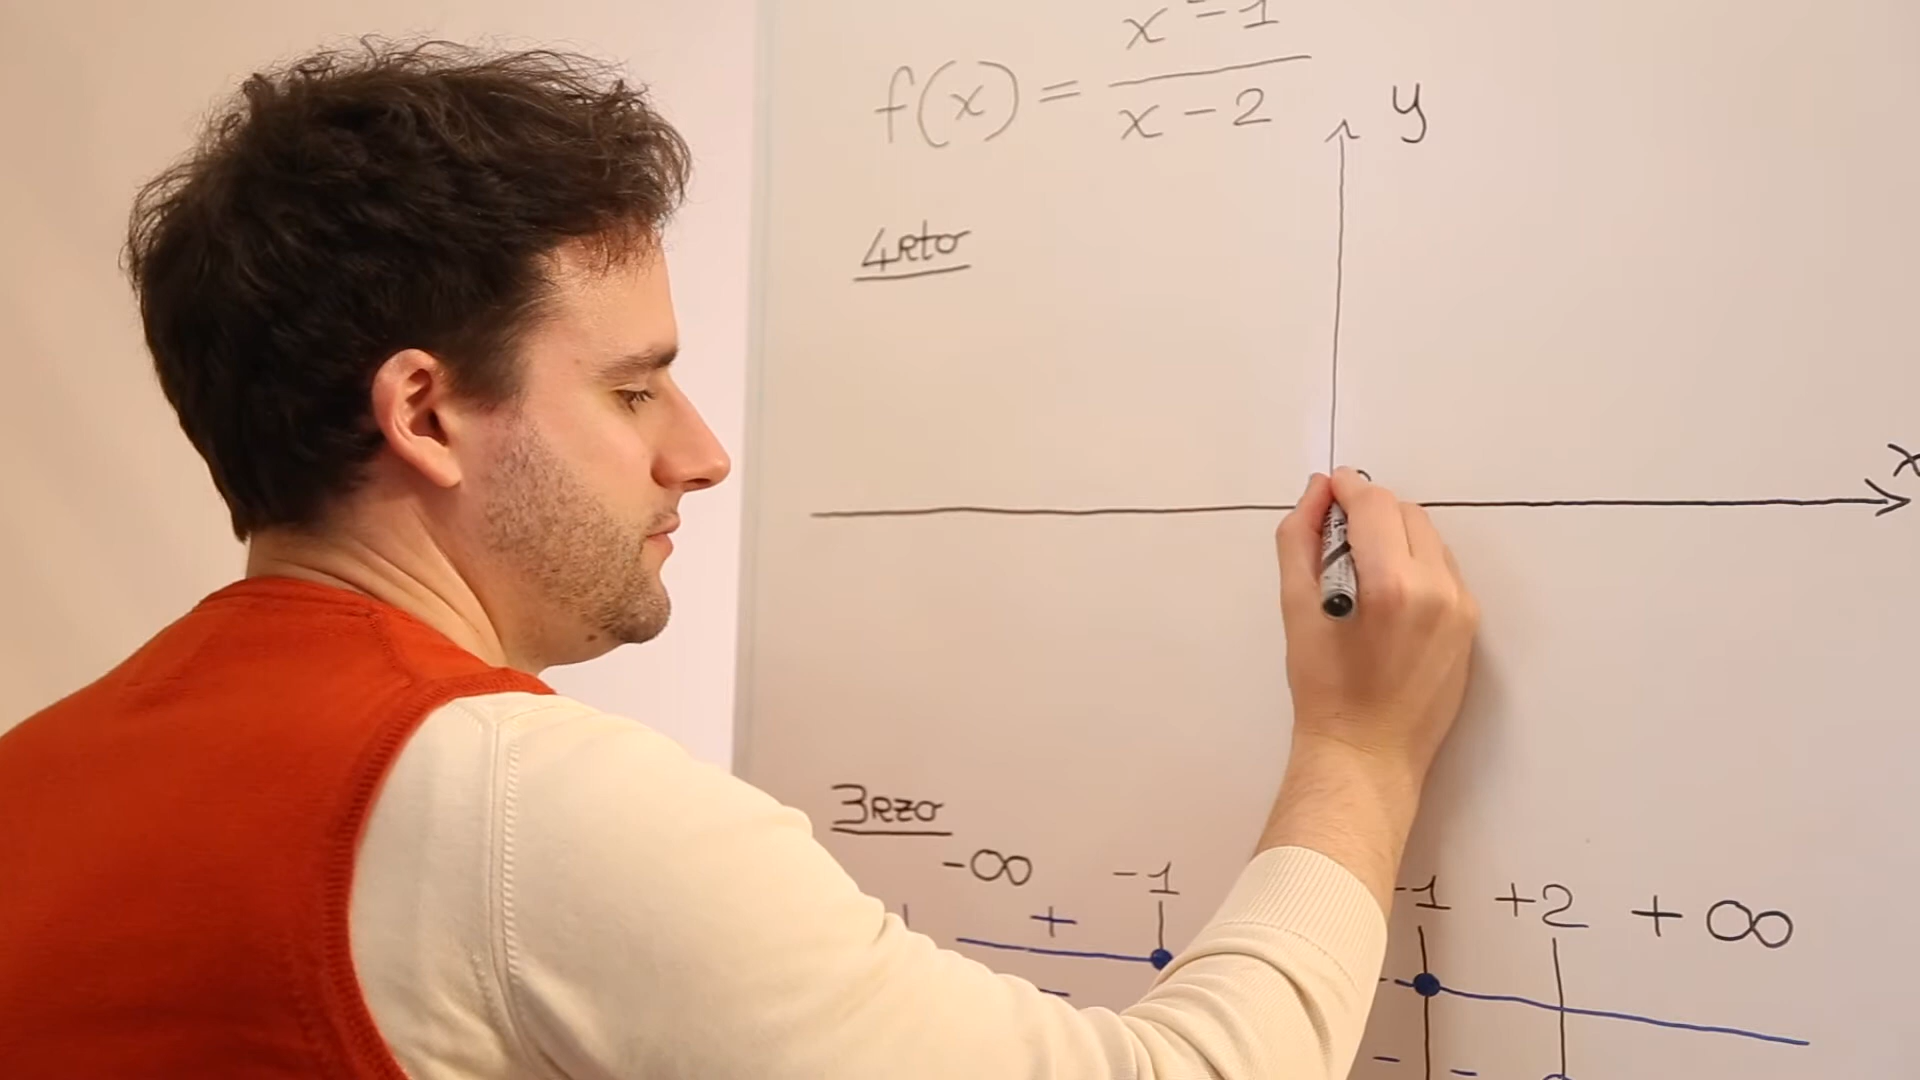 f(x) = x - 1 / x - 2
y
4rto
x
3rzo
-∞ -1 -1 +2 +∞
+
-
- -